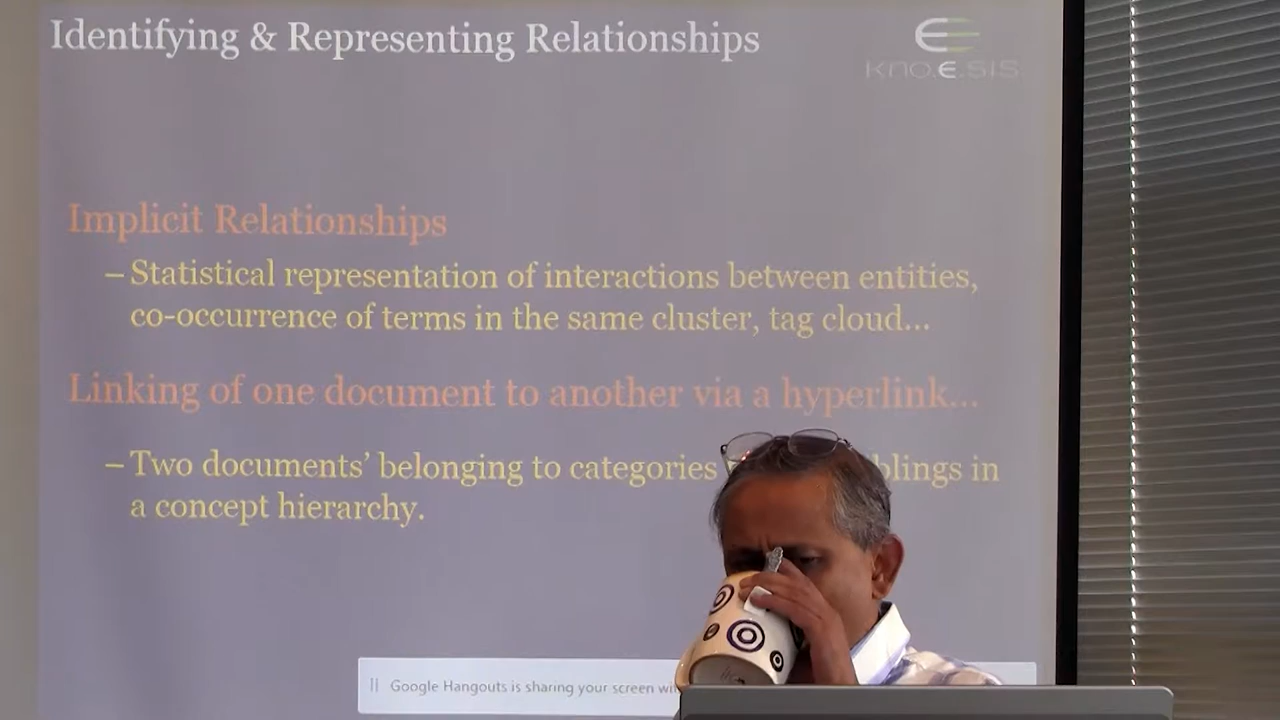 Identifying & Representing Relationships
kno.e.sis
Implicit Relationships
– Statistical representation of interactions between entities,
co-occurrence of terms in the same cluster, tag cloud...
Linking of one document to another via a hyperlink...
– Two documents’ belonging to categories blings in
a concept hierarchy.
Google Hangouts is sharing your screen